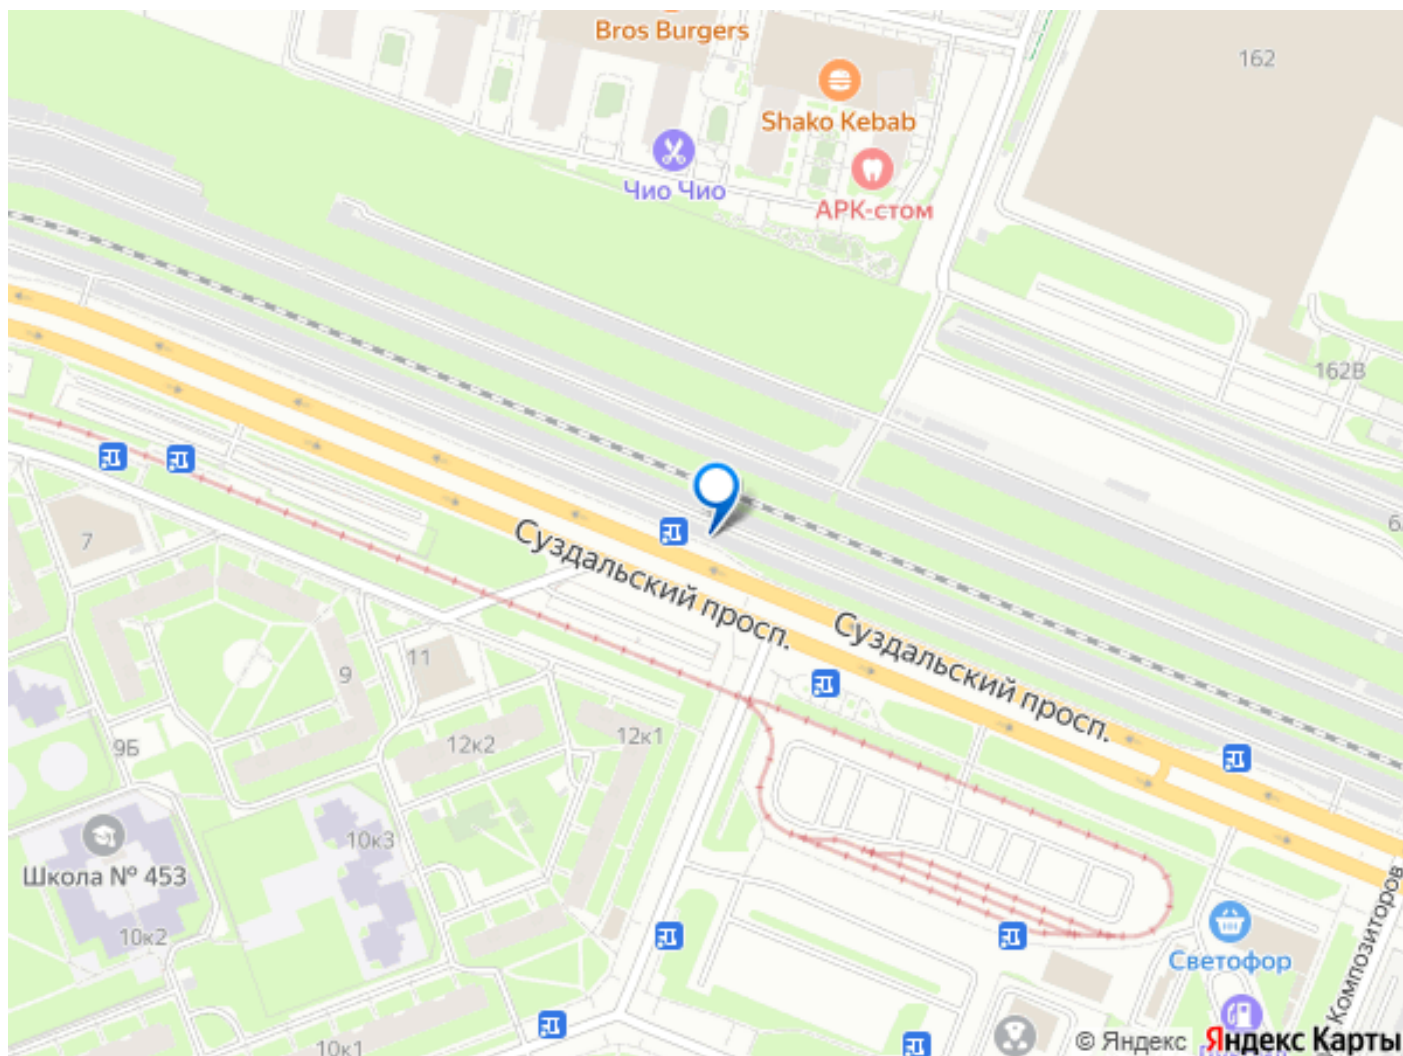 Bros Burgers
162
Shako Kebab
Чио Чио
АРК-стом
162В
7
Суздальский просп.
Суздальский просп.
11
9
12к2
12к1
9Б
10к3
Школа № 453
10к2
Композиторов
Светофор
10к1
© Яндекс Яндекс Карты